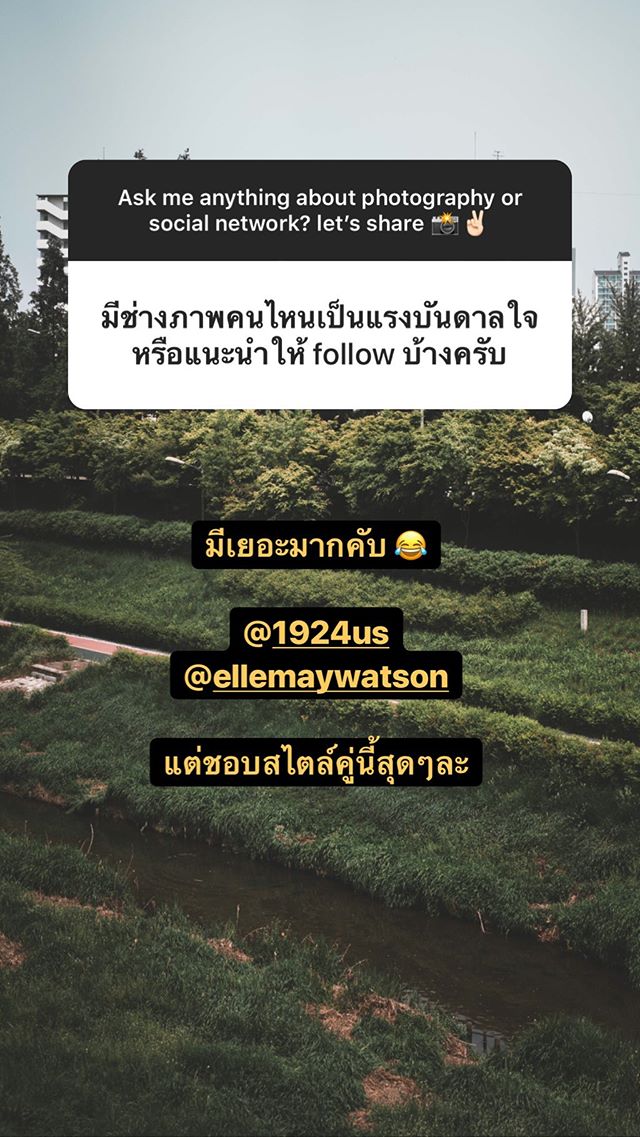 Ask me anything about photography or
social network? let’s share 📸✌🏻
มีช่างภาพคนไหนเป็นแรงบันดาลใจ
หรือแนะนำให้ follow บ้างครับ
มีเยอะมากคับ 😂
@1924us
@ellemaywatson
แต่ชอบสไตล์คู่นี้สุดๆละ